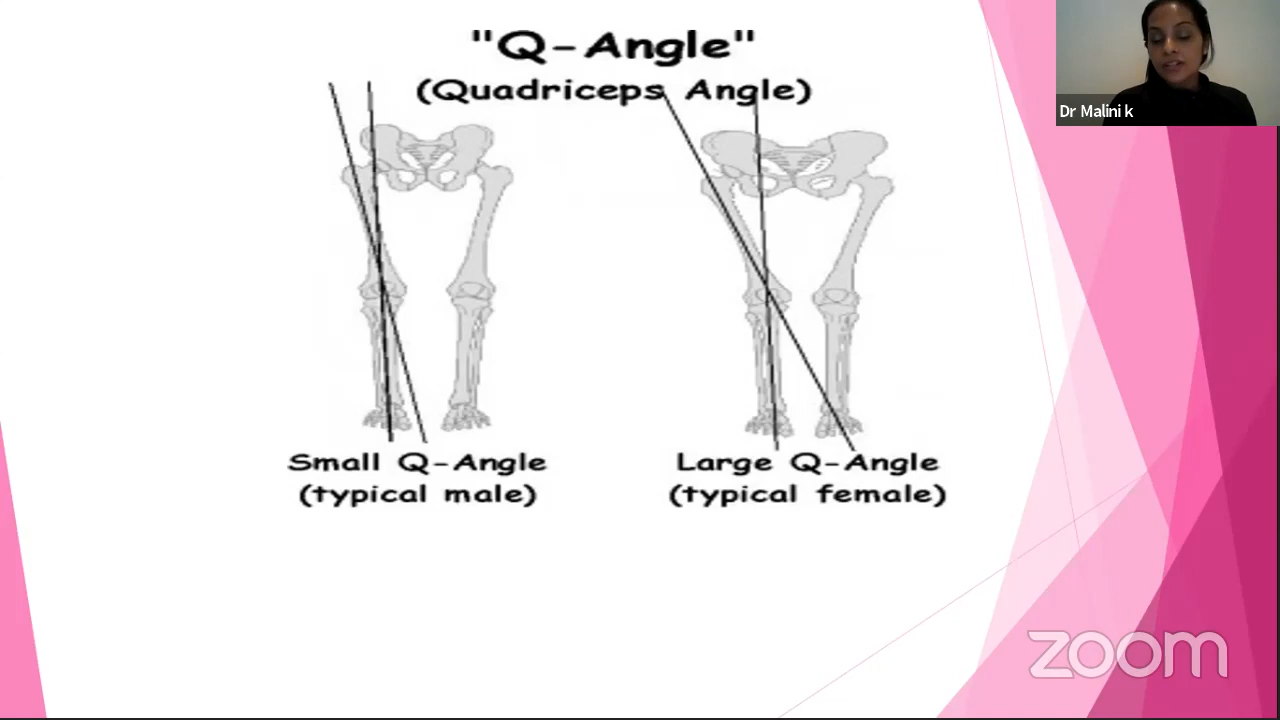 "Q-Angle"
(Quadriceps Angle)
Dr Malini k
Small Q-Angle
(typical male)
Large Q-Angle
(typical female)
zoom